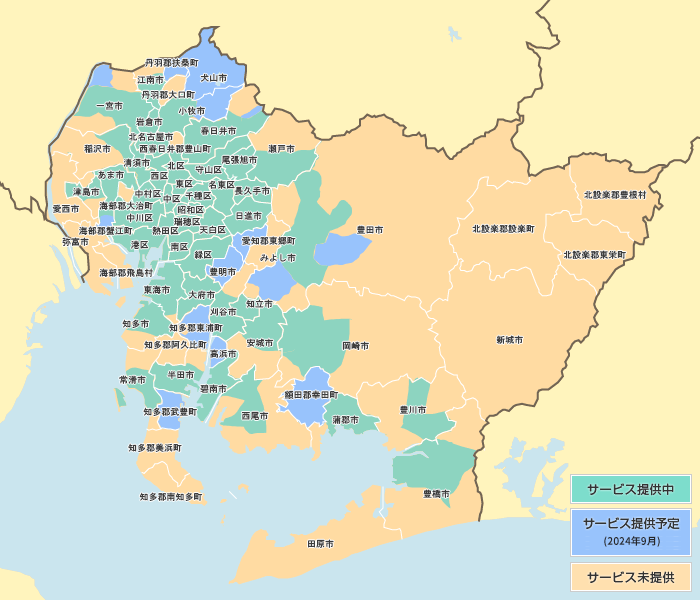 丹羽郡扶桑町
犬山市
江南市
丹羽郡大口町
一宮市
小牧市
岩倉市
春日井市
北名古屋市
稲沢市
西春日井郡豊山町
瀬戸市
清須市
北区
尾張旭市
守山区
あま市
西区
東区
名東区
津島市
中村区
千種区
長久手市
中区
愛西市
海部郡大治町
昭和区
中川区
瑞穂区
日進市
海部郡蟹江町
熱田区
天白区
弥富市
港区
南区
愛知郡東郷町
豊田市
緑区
みよし市
海部郡飛島村
豊明市
東海市
大府市
知立市
刈谷市
知多市
知多郡東浦町
安城市
岡崎市
知多郡阿久比町
高浜市
常滑市
半田市
碧南市
知多郡武豊町
西尾市
額田郡幸田町
蒲郡市
豊川市
知多郡美浜町
知多郡南知多町
豊橋市
田原市
新城市
北設楽郡設楽町
北設楽郡豊根村
北設楽郡東栄町
サービス提供中
サービス提供予定
(2024年9月)
サービス未提供